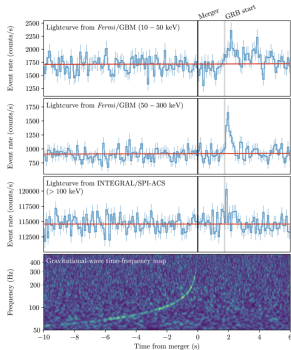 Merger GRB start
Lightcurve from Fermi/GBM (10 − 50 keV)
Event rate (counts/s)
2500
2250
2000
1750
1500
1250
Lightcurve from Fermi/GBM (50 − 300 keV)
Event rate (counts/s)
1750
1500
1250
1000
750
Lightcurve from INTEGRAL/SPI-ACS
(> 100 keV)
Event rate (counts/s)
120000
117500
115000
112500
Gravitational-wave time-frequency map
Frequency (Hz)
400
300
200
100
50
−10 −8 −6 −4 −2 0 2 4 6
Time from merger (s)